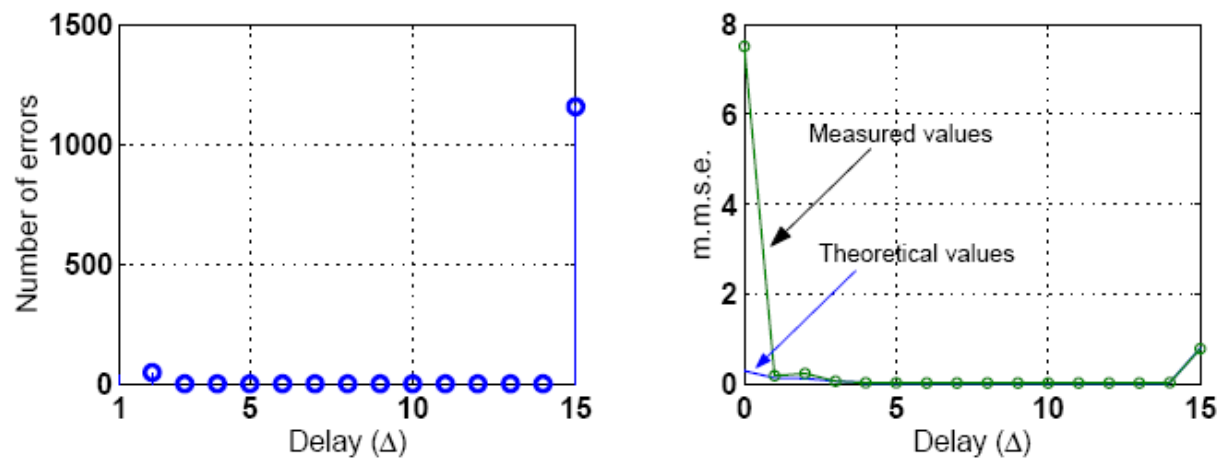 1500
1000
500
0
Number of errors
1
5
10
15
Delay (Δ)
8
6
4
2
0
m.m.s.e.
Measured values
Theoretical values
0
5
10
15
Delay (Δ)